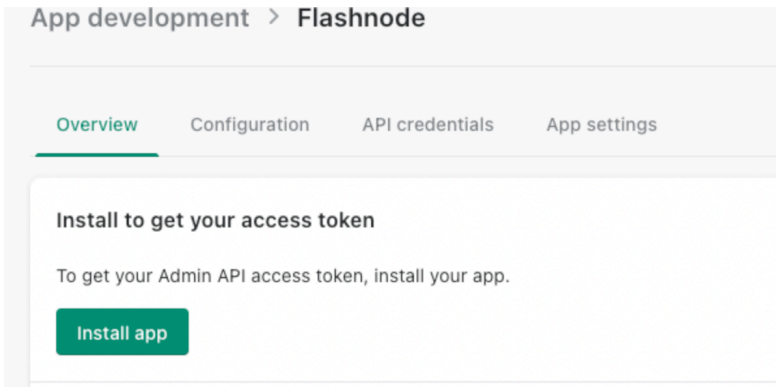 App development > Flashnode
Overview Configuration API credentials App settings
Install to get your access token
To get your Admin API access token, install your app.
Install app